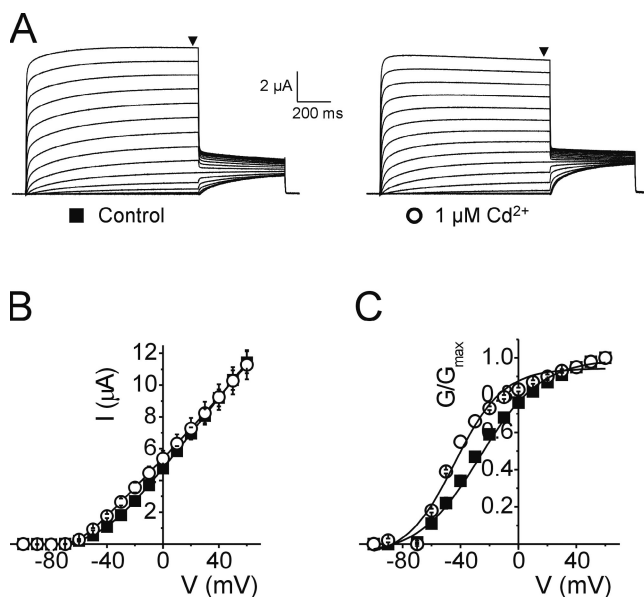 A
2 µA
200 ms
Control
1 µM Cd²⁺
B
I (µA)
12
10
8
6
4
2
-80
-40
0
40
V (mV)
C
G/Gmax
1.0
0.8
0.6
0.4
0.2
-80
-40
0
40
V (mV)